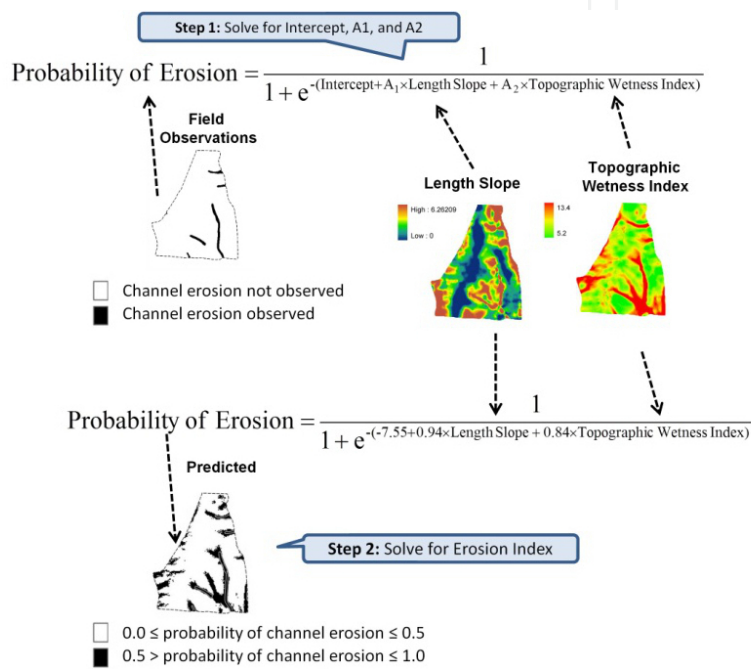 Step 1: Solve for Intercept, A1, and A2
Probability of Erosion = 1
1 + e^-(Intercept+A₁×Length Slope + A₂×Topographic Wetness Index)
Field
Observations
Length Slope
Topographic
Wetness Index
High : 6.26209
Low : 0
13.4
5.2
Channel erosion not observed
Channel erosion observed
Probability of Erosion = 1
1 + e^-(-7.55+0.94×Length Slope + 0.84×Topographic Wetness Index)
Predicted
Step 2: Solve for Erosion Index
0.0 ≤ probability of channel erosion ≤ 0.5
0.5 > probability of channel erosion ≤ 1.0